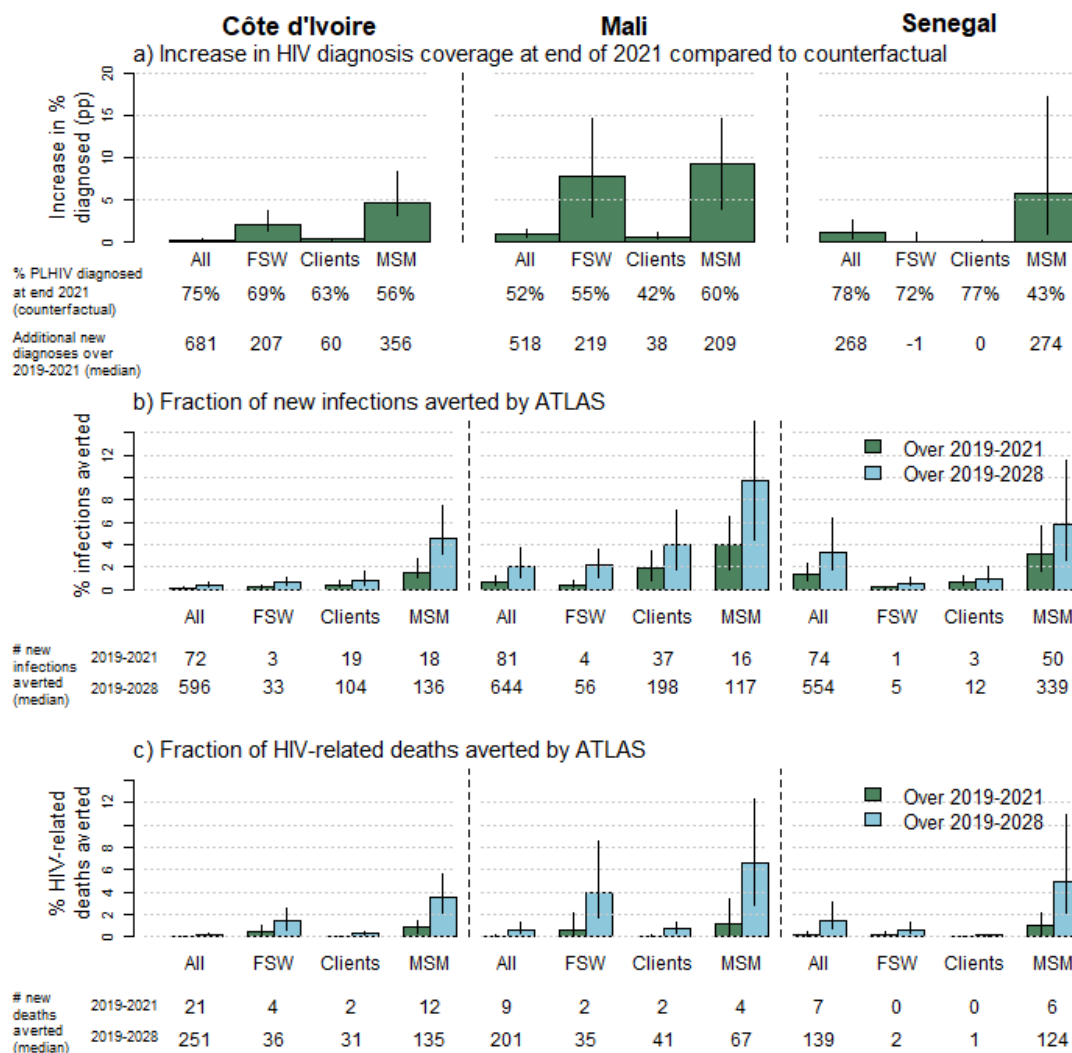 Côte d'Ivoire Mali Senegal
a) Increase in HIV diagnosis coverage at end of 2021 compared to counterfactual
Increase in %
diagnosed (pp)
20
15
10
5
0
All FSW Clients MSM All FSW Clients MSM All FSW Clients MSM
% PLHIV diagnosed
at end 2021
(counterfactual)
75% 69% 63% 56% 52% 55% 42% 60% 78% 72% 77% 43%
Additional new
diagnoses over
2019-2021 (median)
681 207 60 356 518 219 38 209 268 -1 0 274
b) Fraction of new infections averted by ATLAS
% infections averted
12
8
6
4
2
0
Over 2019-2021
Over 2019-2028
All FSW Clients MSM All FSW Clients MSM All FSW Clients MSM
# new
infections
averted
(median)
2019-2021 72 3 19 18 81 4 37 16 74 1 3 50
2019-2028 596 33 104 136 644 56 198 117 554 5 12 339
c) Fraction of HIV-related deaths averted by ATLAS
% HIV-related
deaths averted
12
8
6
4
2
0
Over 2019-2021
Over 2019-2028
All FSW Clients MSM All FSW Clients MSM All FSW Clients MSM
# new
deaths
averted
(median)
2019-2021 21 4 2 12 9 2 2 4 7 0 0 6
2019-2028 251 36 31 135 201 35 41 67 139 2 1 124